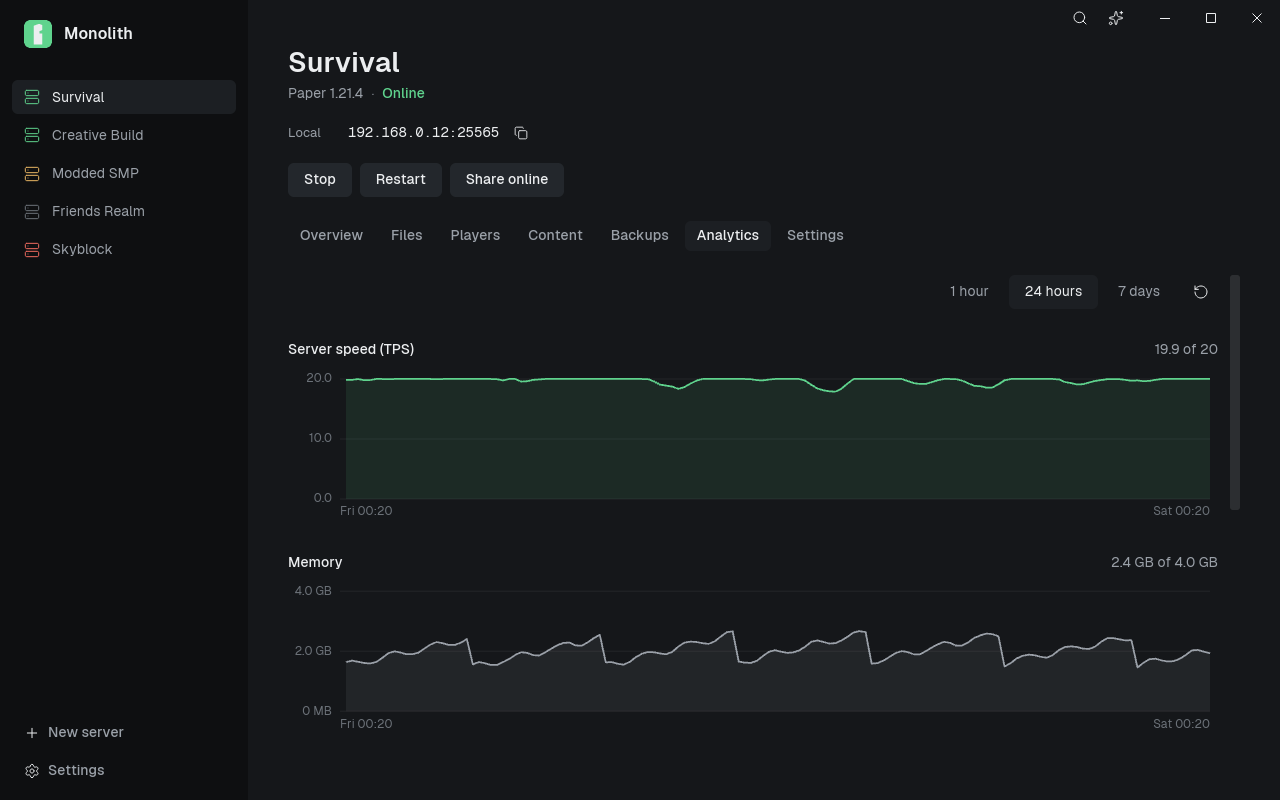 Monolith
Survival
Creative Build
Modded SMP
Friends Realm
Skyblock
New server
Settings
Survival
Paper 1.21.4 · Online
Local 192.168.0.12:25565
Stop Restart Share online
Overview Files Players Content Backups Analytics Settings
1 hour 24 hours 7 days
Server speed (TPS) 19.9 of 20
20.0
10.0
0.0
Fri 00:20 Sat 00:20
Memory 2.4 GB of 4.0 GB
4.0 GB
2.0 GB
0 MB
Fri 00:20 Sat 00:20